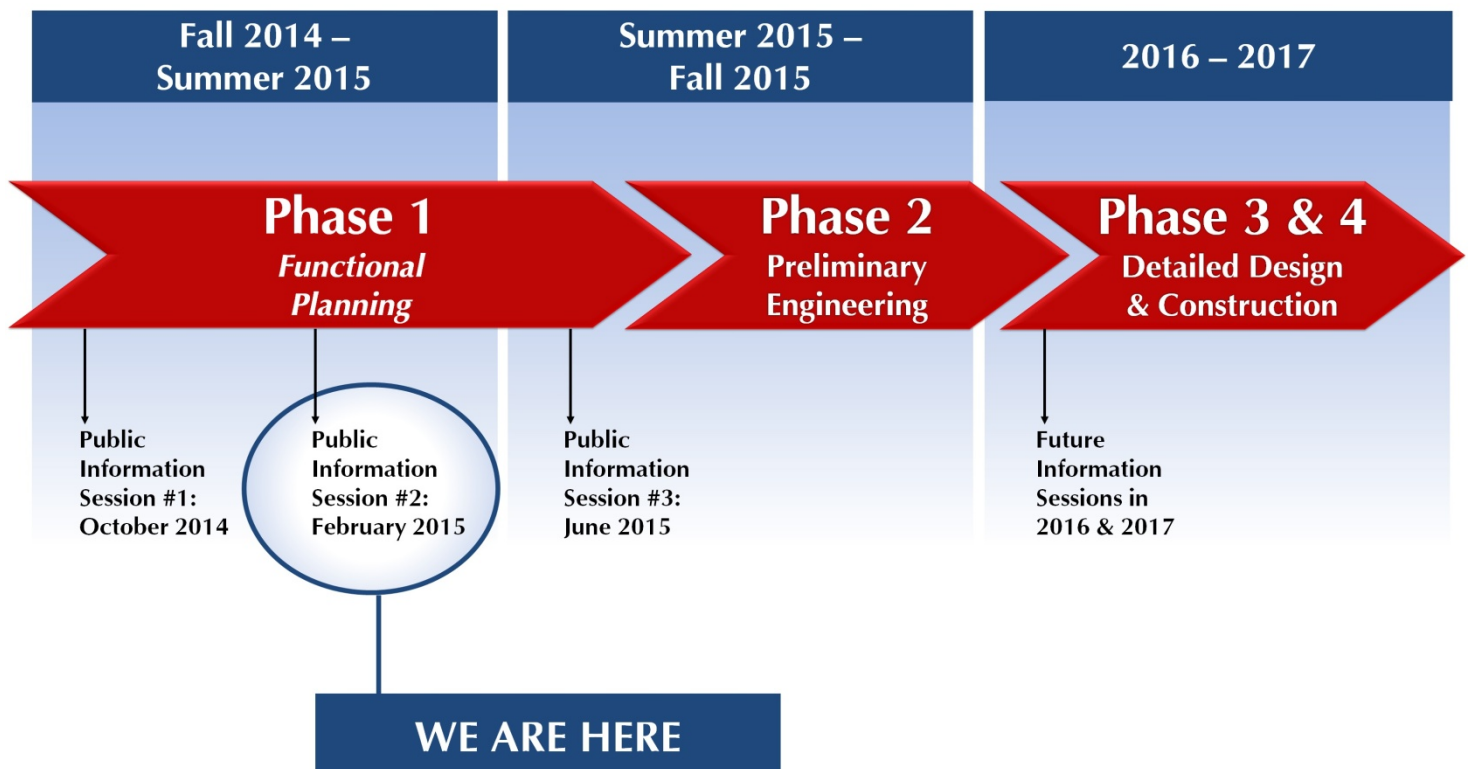 Fall 2014 –
Summer 2015
Summer 2015 –
Fall 2015
2016 – 2017
Phase 1
Functional
Planning
Phase 2
Preliminary
Engineering
Phase 3 & 4
Detailed Design
& Construction
Public
Information
Session #1:
October 2014
Public
Information
Session #2:
February 2015
Public
Information
Session #3:
June 2015
Future
Information
Sessions in
2016 & 2017
WE ARE HERE